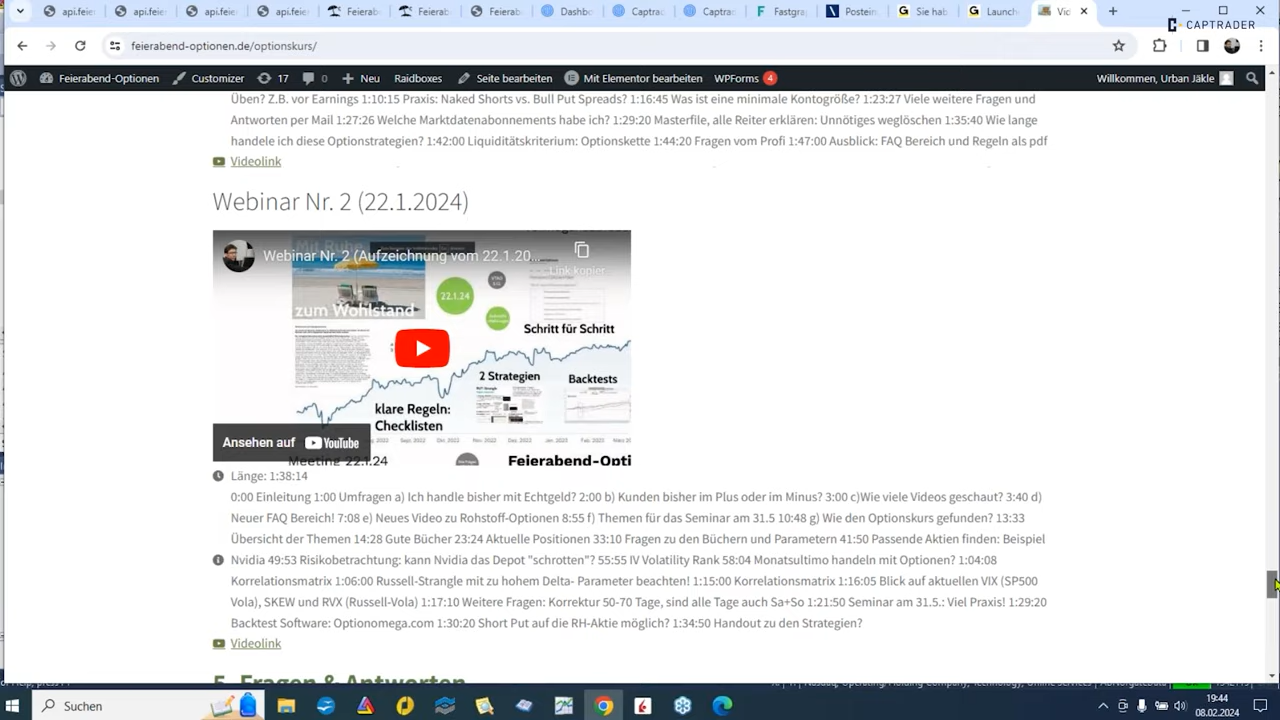 api.feier
api.feier
api.feier
api.feier
Feierab
Feierab
Feierab
Dashbo
Captrac
Captrac
Fastgra
Postein
Sie hab
Launch
Vid
CAPTRADER
feierabend-optionen.de/optionskurs/
Feierabend-Optionen
Customizer
17
0
Neu
Raidboxes
Seite bearbeiten
Mit Elementor bearbeiten
WPForms 4
Willkommen, Urban Jäkle
Üben? Z.B. vor Earnings 1:10:15 Praxis: Naked Shorts vs. Bull Put Spreads? 1:16:45 Was ist eine minimale Kontogröße? 1:23:27 Viele weitere Fragen und
Antworten per Mail 1:27:26 Welche Marktdatenabonnements habe ich? 1:29:20 Masterfile, alle Reiter erklären: Unnötiges weglöschen 1:35:40 Wie lange
handele ich diese Optionstrategien? 1:42:00 Liquiditätskriterium: Optionskette 1:44:20 Fragen vom Profi 1:47:00 Ausblick: FAQ Bereich und Regeln als pdf
Videolink
Webinar Nr. 2 (22.1.2024)
Mit Ruhe
Webinar Nr. 2 (Aufzeichnung vom 22.1.20...
Link kopier
zum Wohlstand
22.1.24
Schritt für Schritt
2 Strategien
Backtests
klare Regeln:
Checklisten
Ansehen auf YouTube
Meeting 22.1.24
Feierabend-Opti
Länge: 1:38:14
0:00 Einleitung 1:00 Umfragen a) Ich handle bisher mit Echtgeld? 2:00 b) Kunden bisher im Plus oder im Minus? 3:00 c)Wie viele Videos geschaut? 3:40 d)
Neuer FAQ Bereich! 7:08 e) Neues Video zu Rohstoff-Optionen 8:55 f) Themen für das Seminar am 31.5 10:48 g) Wie den Optionskurs gefunden? 13:33
Übersicht der Themen 14:28 Gute Bücher 23:24 Aktuelle Positionen 33:10 Fragen zu den Büchern und Parametern 41:50 Passende Aktien finden: Beispiel
Nvidia 49:53 Risikobetrachtung: kann Nvidia das Depot "schrotten"? 55:55 IV Volatility Rank 58:04 Monatsultimo handeln mit Optionen? 1:04:08
Korrelationsmatrix 1:06:00 Russell-Strangle mit zu hohem Delta- Parameter beachten! 1:15:00 Korrelationsmatrix 1:16:05 Blick auf aktuellen VIX (SP500
Vola), SKEW und RVX (Russell-Vola) 1:17:10 Weitere Fragen: Korrektur 50-70 Tage, sind alle Tage auch Sa+So 1:21:50 Seminar am 31.5.: Viel Praxis! 1:29:20
Backtest Software: Optionomega.com 1:30:20 Short Put auf die RH-Aktie möglich? 1:34:50 Handout zu den Strategien?
Videolink
5. Fragen & Antworten
Suchen
19:44
08.02.2024